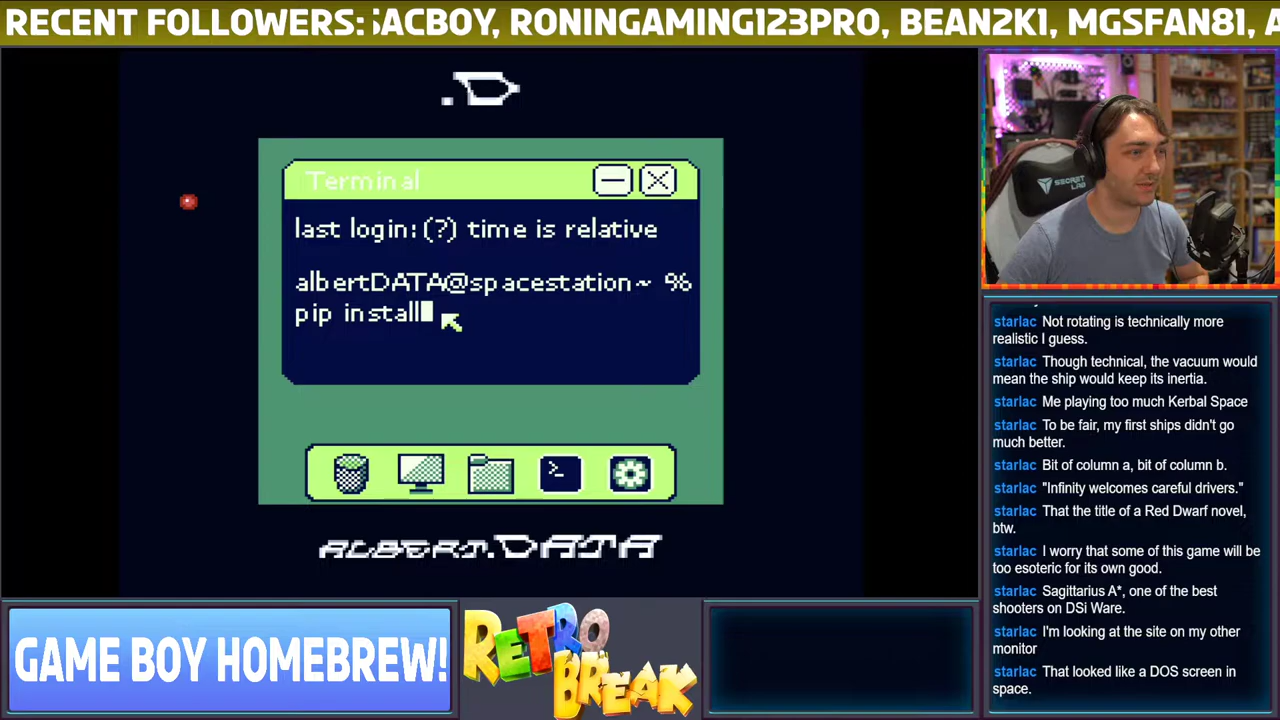 RECENT FOLLOWERS: SACBOY, RONINGAMING123PRO, BEAN2K1, MGSFAN81, A
.D
Terminal
last login:(?) time is relative
albertDATA@spacestation~ %
pip install
ALBERT.DATA
SECRET LAB
starlac Not rotating is technically more
realistic I guess.
starlac Though technical, the vacuum would
mean the ship would keep its inertia.
starlac Me playing too much Kerbal Space
starlac To be fair, my first ships didn't go
much better.
starlac Bit of column a, bit of column b.
starlac "Infinity welcomes careful drivers."
starlac That the title of a Red Dwarf novel,
btw.
starlac I worry that some of this game will be
too esoteric for its own good.
starlac Sagittarius A*, one of the best
shooters on DSi Ware.
starlac I'm looking at the site on my other
monitor
starlac That looked like a DOS screen in
space.
GAME BOY HOMEBREW!
RETRO
BREAK